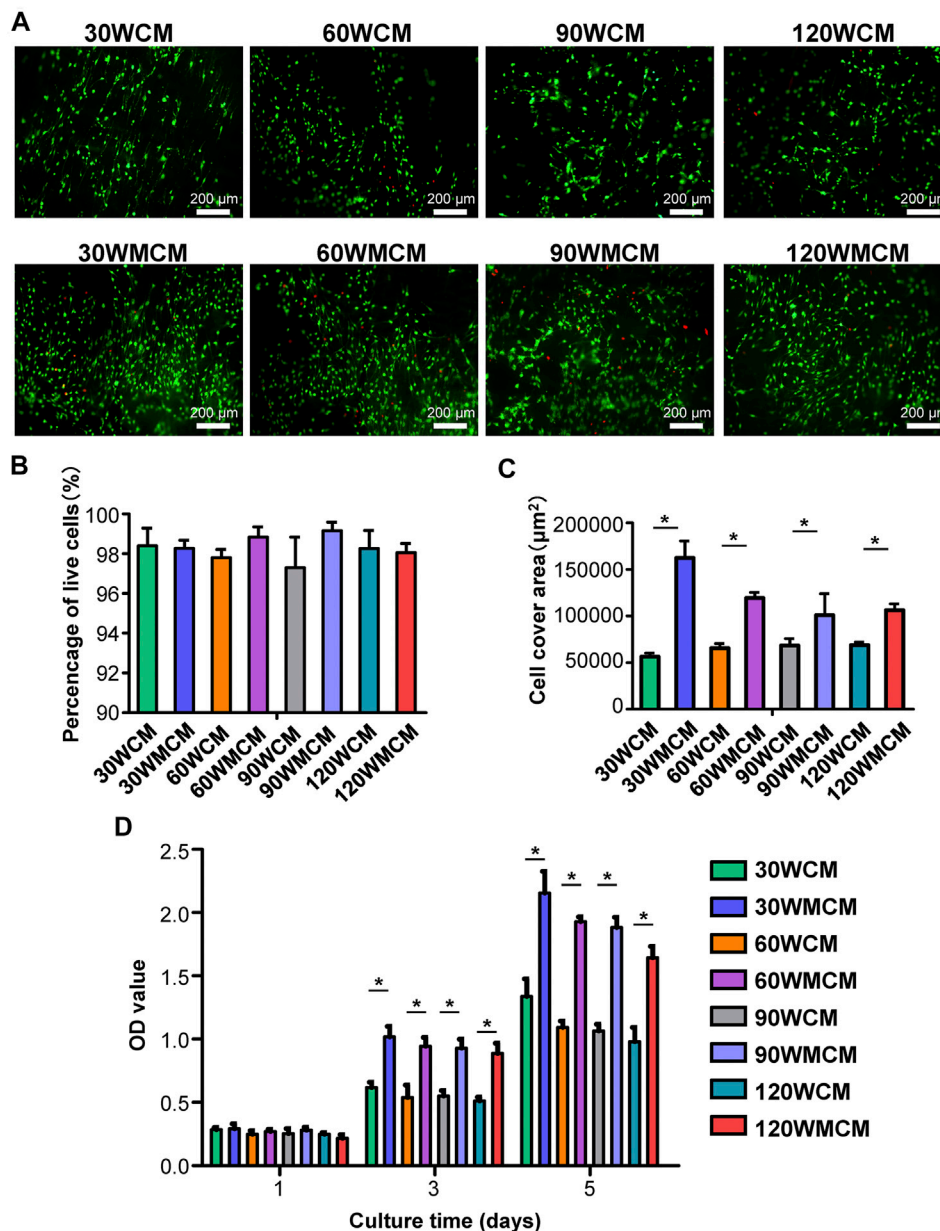 A
30WCM 60WCM 90WCM 120WCM
200 μm 200 μm 200 μm 200 μm
30WMCM 60WMCM 90WMCM 120WMCM
200 μm 200 μm 200 μm 200 μm
B
Percencage of live cells(%)
100
98
96
94
92
90
30WCM 30WMCM 60WCM 60WMCM 90WCM 90WMCM 120WCM 120WMCM
C
Cell cover area(μm²)
200000
150000
100000
50000
0
* * * *
30WCM 30WMCM 60WCM 60WMCM 90WCM 90WMCM 120WCM 120WMCM
D
OD value
2.5
2.0
1.5
1.0
0.5
0.0
* * * *
* * * *
1 3 5
Culture time (days)
30WCM
30WMCM
60WCM
60WMCM
90WCM
90WMCM
120WCM
120WMCM